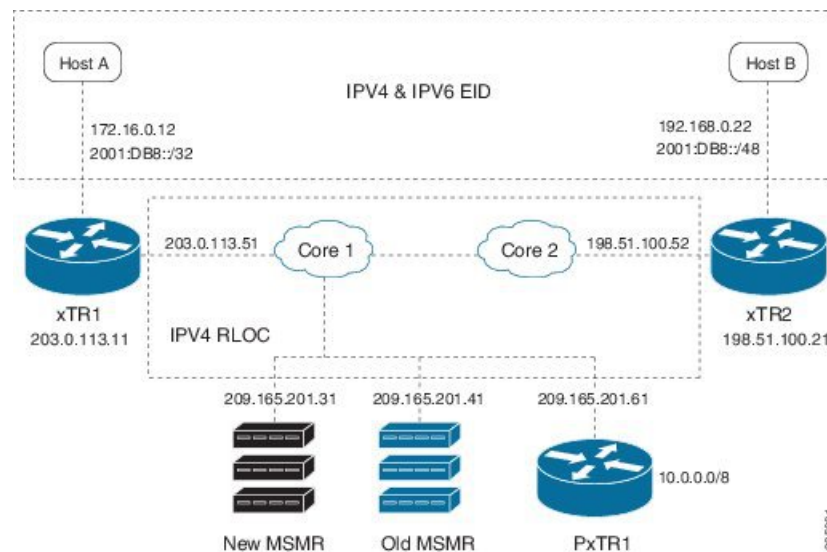 Host A
Host B
IPV4 & IPV6 EID
172.16.0.12
2001:DB8::/32
192.168.0.22
2001:DB8::/48
203.0.113.51
Core 1
Core 2
198.51.100.52
xTR1
203.0.113.11
xTR2
198.51.100.21
IPV4 RLOC
209.165.201.31
209.165.201.41
209.165.201.61
10.0.0.0/8
New MSMR
Old MSMR
PxTR1